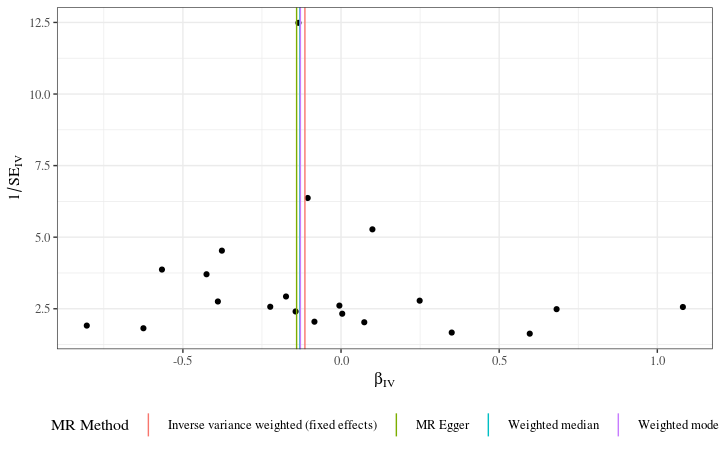 12.5
10.0
7.5
5.0
2.5
1/SE_IV
-0.5 0.0 0.5 1.0
β_IV
MR Method Inverse variance weighted (fixed effects) MR Egger Weighted median Weighted mode